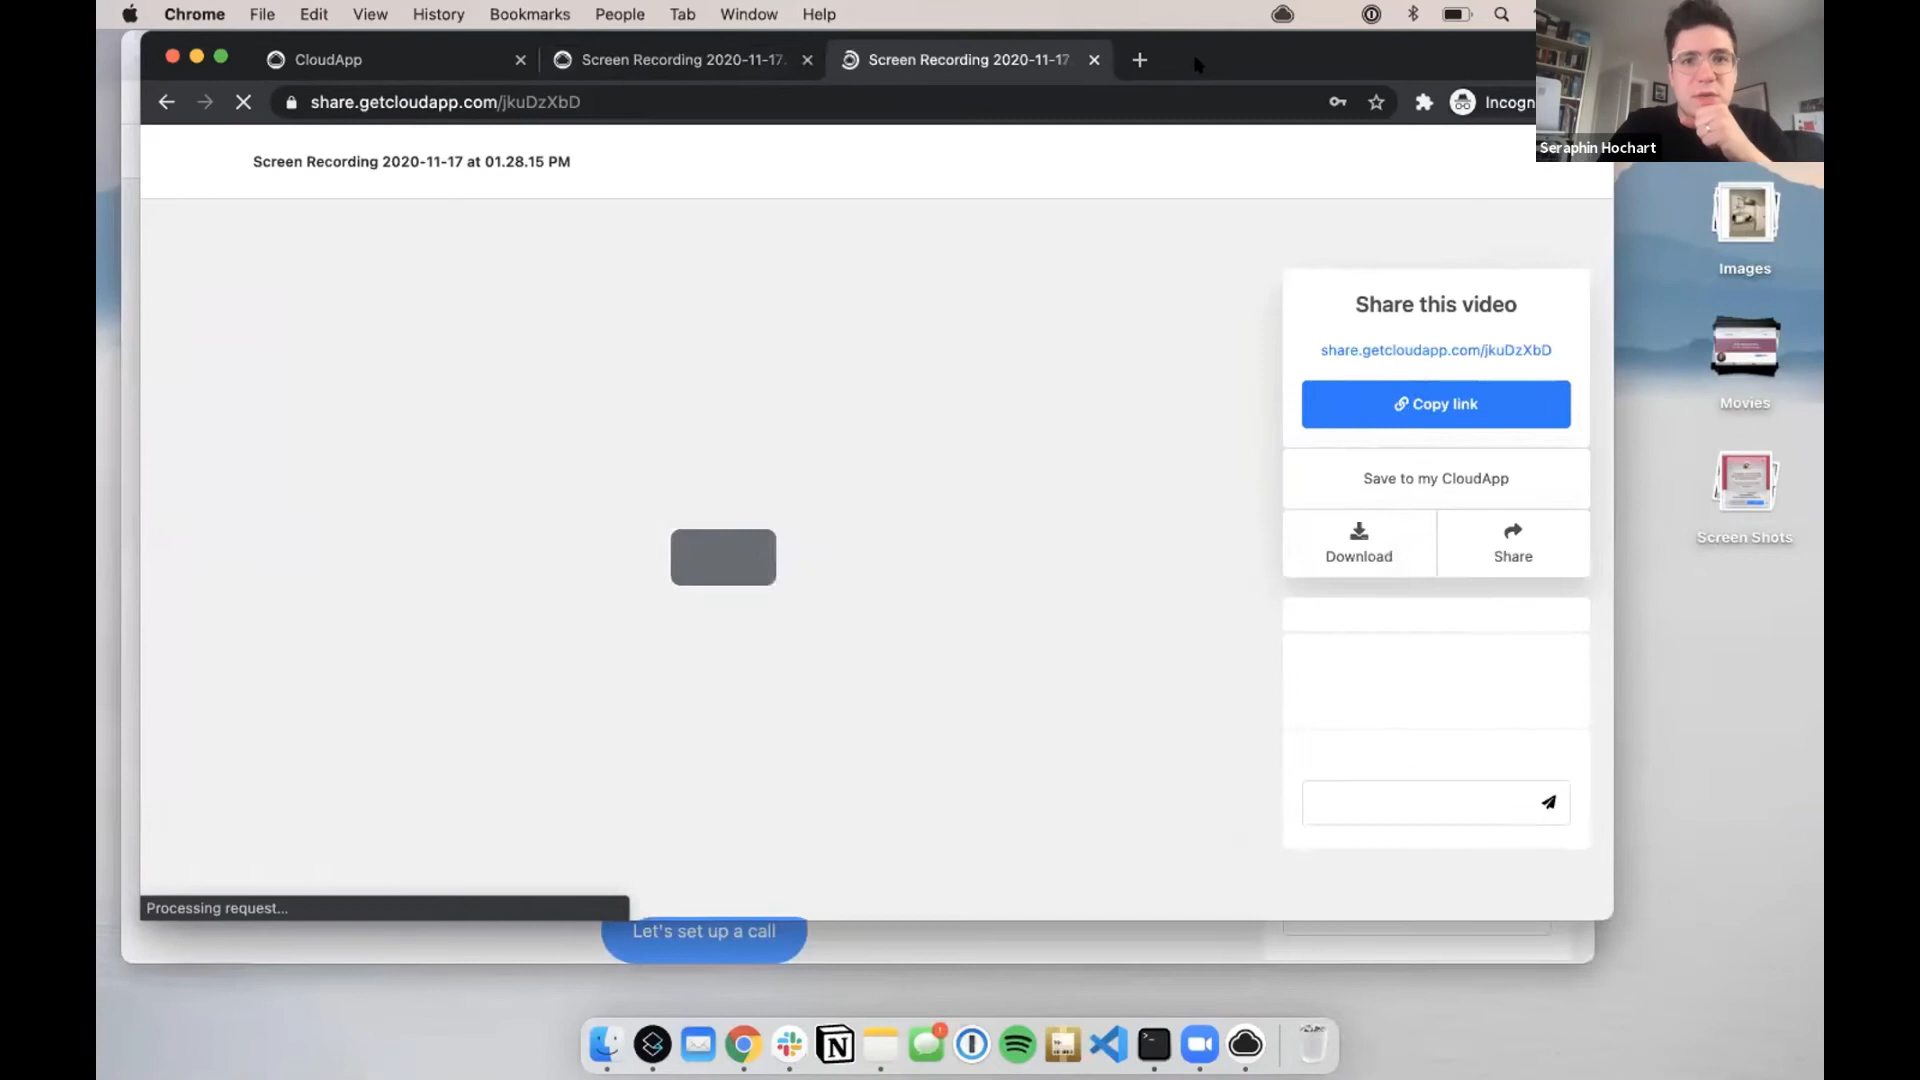 Chrome File Edit View History Bookmarks People Tab Window Help
CloudApp
Screen Recording 2020-11-17
Screen Recording 2020-11-17
share.getcloudapp.com/jkuDzXbD
Incogn
Seraphin Hochart
Screen Recording 2020-11-17 at 01.28.15 PM
Images
Share this video
share.getcloudapp.com/jkuDzXbD
Copy link
Movies
Save to my CloudApp
Download
Share
Screen Shots
Processing request...
Let's set up a call